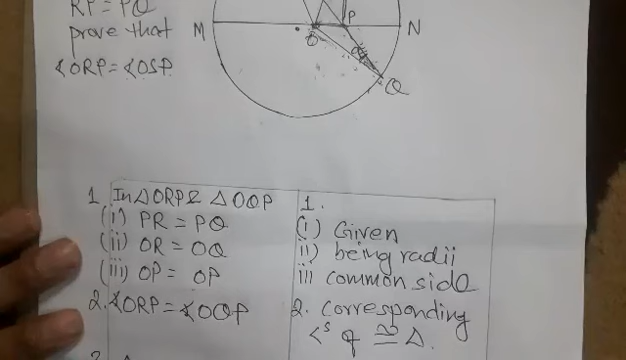 RP = PQ
prove that
∢ORP = ∢OSP
M
O
P
N
Q
1. In △ORP & △OQP
(i) PR = PQ
(ii) OR = OQ
(iii) OP = OP
2. ∢ORP = ∢OQP
1.
(i) Given
ii) being radii
iii common side
2. corresponding
<s of ≅ △.